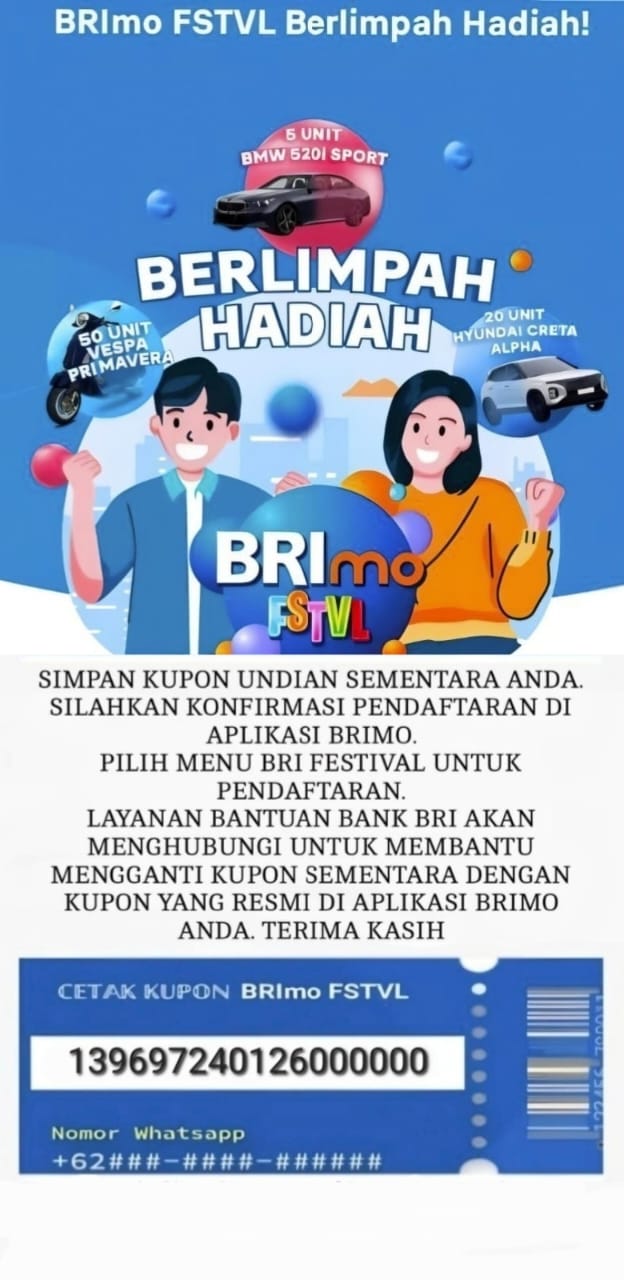 BRImo FSTVL Berlimpah Hadiah!
5 UNIT
BMW 520i SPORT
BERLIMPAH
HADIAH
50 UNIT
VESPA
PRIMAVERA
20 UNIT
HYUNDAI CRETA
ALPHA
BRImo
FSTVL
SIMPAN KUPON UNDIAN SEMENTARA ANDA.
SILAHKAN KONFIRMASI PENDAFTARAN DI
APLIKASI BRIMO.
PILIH MENU BRI FESTIVAL UNTUK
PENDAFTARAN.
LAYANAN BANTUAN BANK BRI AKAN
MENGHUBUNGI UNTUK MEMBANTU
MENGGANTI KUPON SEMENTARA DENGAN
KUPON YANG RESMI DI APLIKASI BRIMO
ANDA. TERIMA KASIH
CETAK KUPON BRImo FSTVL
139697240126000000
Nomor Whatsapp
+62###-####-######